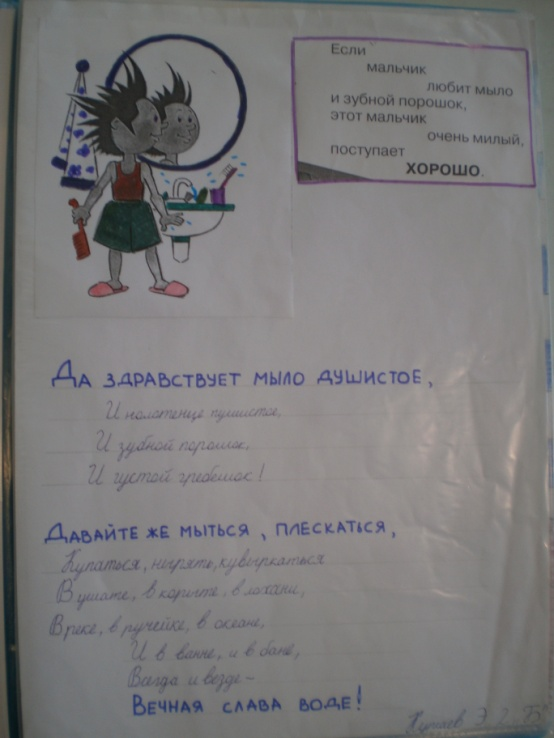 Если
мальчик
любит мыло
и зубной порошок,
этот мальчик
очень милый,
поступает
ХОРОШО.
Да здравствует мыло душистое,
И полотенце пушистое,
И зубной порошок,
И густой гребешок!
Давайте же мыться, плескаться,
Купаться, нырять, кувыркаться
В ушате, в корыте, в лохани,
В реке, в ручейке, в океане,
И в ванне, и в бане,
Всегда и везде –
Вечная слава воде!
Э. 2 "Б"